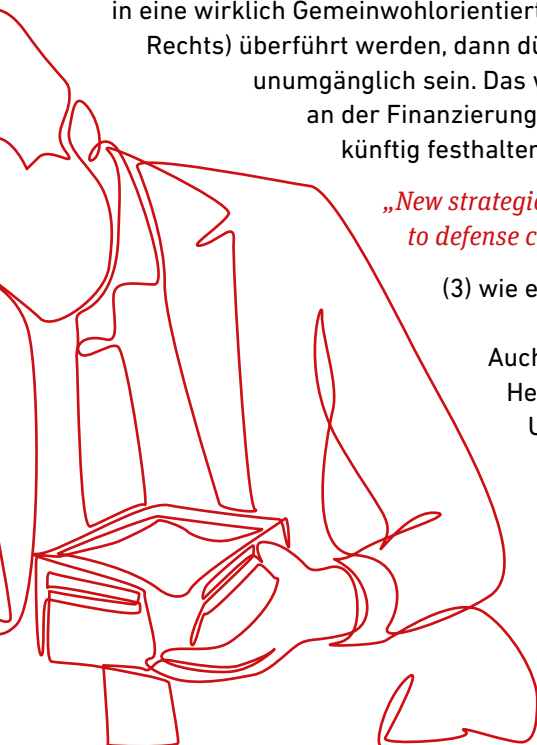 in eine wirklich Gemeinwohlorientiert
Rechts) überführt werden, dann dü
unumgänglich sein. Das v
an der Finanzierung
künftig festhalten
„New strategie
to defense c
(3) wie e
Auch
He
U